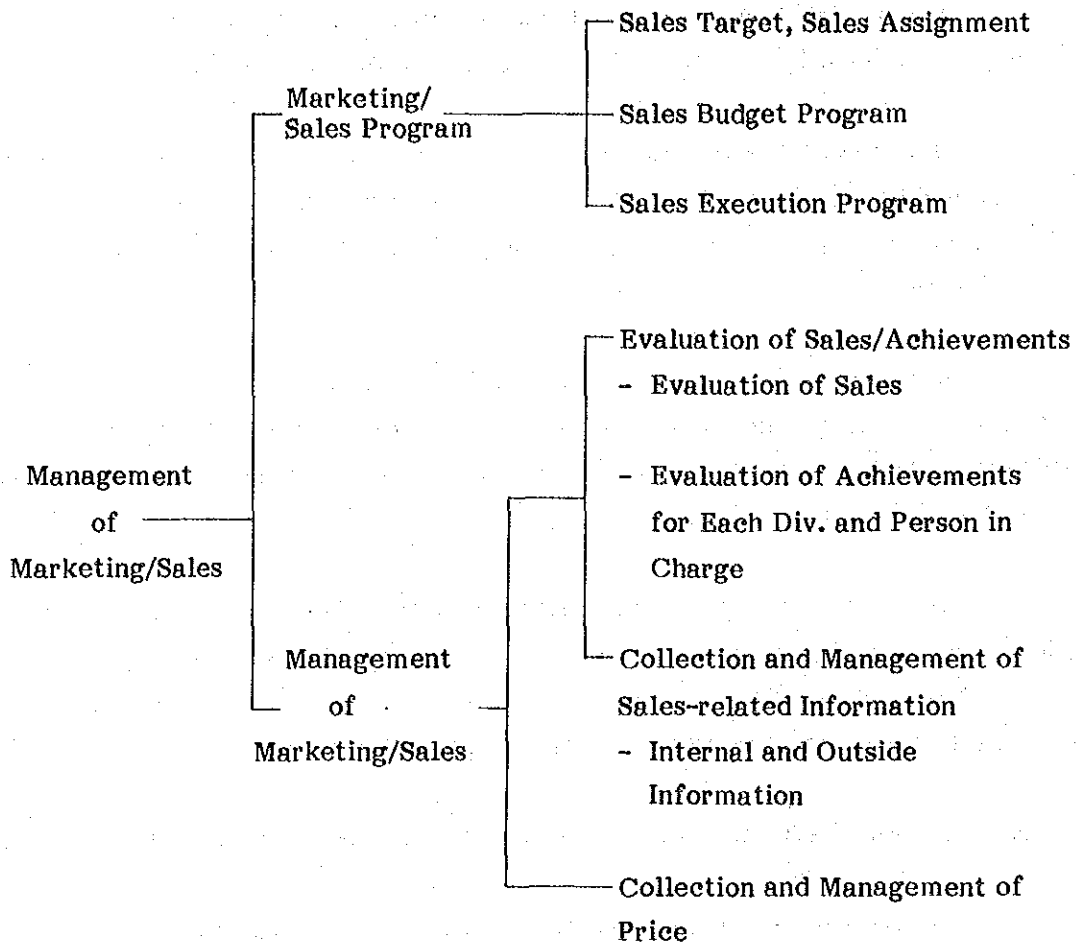 Sales Target, Sales Assignment
Marketing/
Sales Program
Sales Budget Program
Sales Execution Program
Evaluation of Sales/Achievements
- Evaluation of Sales
Management
of
Marketing/Sales
- Evaluation of Achievements
for Each Div. and Person in
Charge
Management
of
Marketing/Sales
Collection and Management of
Sales-related Information
- Internal and Outside
Information
Collection and Management of
Price